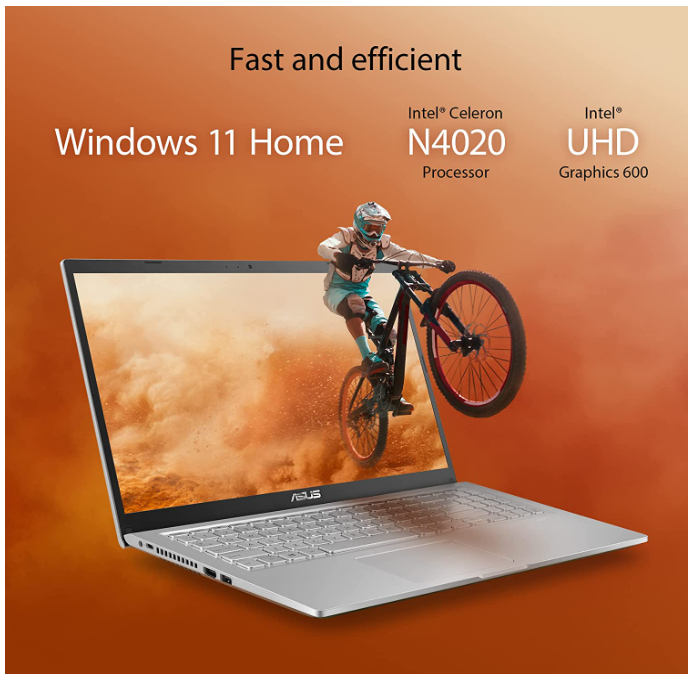 Fast and efficient
Windows 11 Home
Intel® Celeron
N4020
Processor
Intel®
UHD
Graphics 600
ASUS